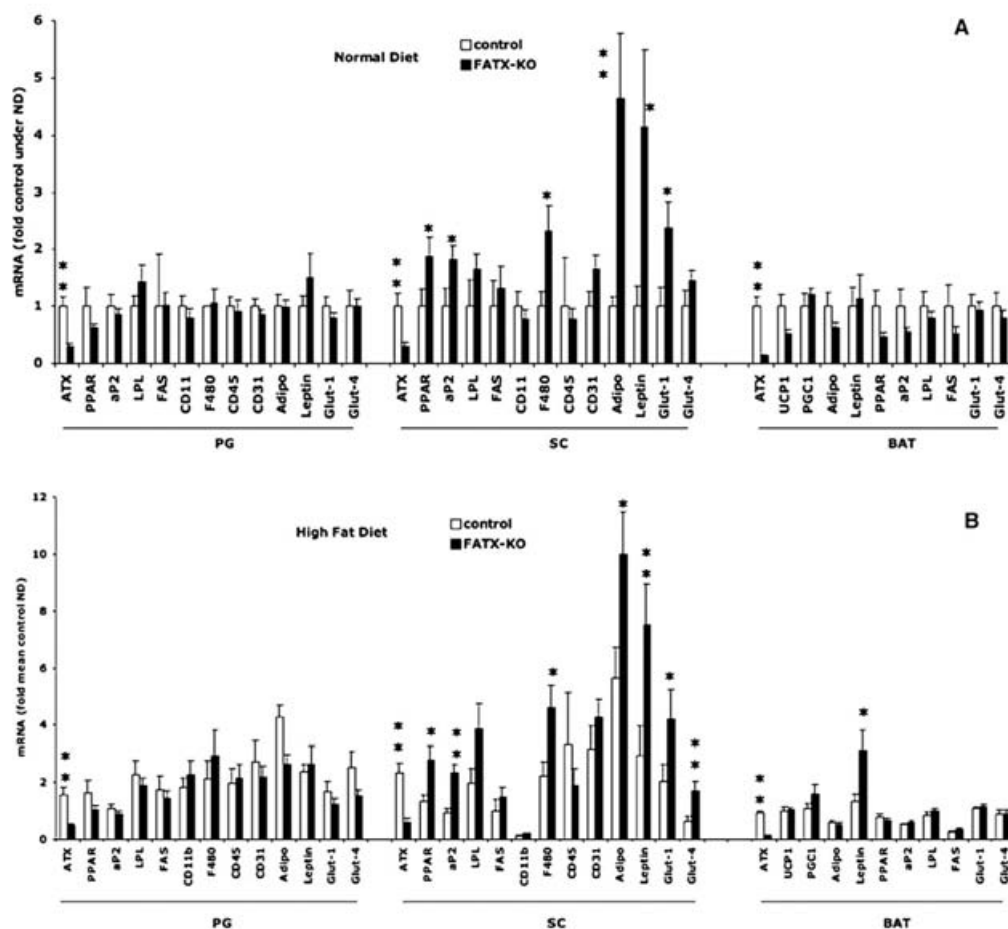 A
Normal Diet
control
FATX-KO
mRNA (fold control under ND)
6
5
4
3
2
1
0
* * * * * * * * * * * * *
ATX PPAR aP2 LPL FAS CD11 F480 CD45 CD31 Adipo Leptin Glut-1 Glut-4
ATX PPAR aP2 LPL FAS CD11 F480 CD45 CD31 Adipo Leptin Glut-1 Glut-4
ATX UCP1 PGC1 Adipo Leptin PPAR aP2 LPL FAS Glut-1 Glut-4
PG SC BAT
B
High Fat Diet
control
FATX-KO
mRNA (fold mean control ND)
12
10
8
6
4
2
0
* * * * * * * * * * * * * * * * *
ATX PPAR aP2 LPL FAS CD11b F480 CD45 CD31 Adipo Leptin Glut-1 Glut-4
ATX PPAR aP2 LPL FAS CD11b F480 CD45 CD31 Adipo Leptin Glut-1 Glut-4
ATX UCP1 PGC1 Adipo Leptin PPAR aP2 LPL FAS Glut-1 Glut-4
PG SC BAT